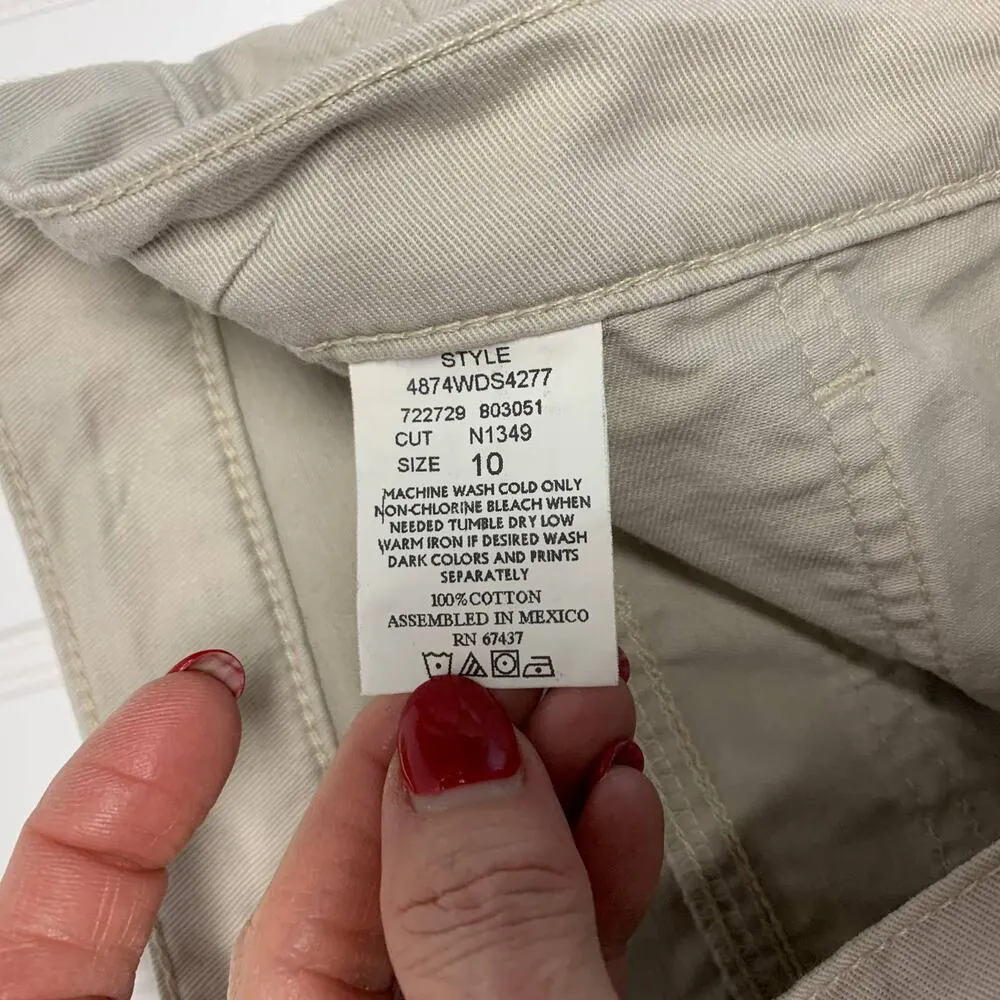 STYLE
4874WDS4277
722729 803051
CUT N1349
SIZE 10
MACHINE WASH COLD ONLY
NON-CHLORINE BLEACH WHEN
NEEDED TUMBLE DRY LOW
WARM IRON IF DESIRED WASH
DARK COLORS AND PRINTS
SEPARATELY
100% COTTON
ASSEMBLED IN MEXICO
RN 67437